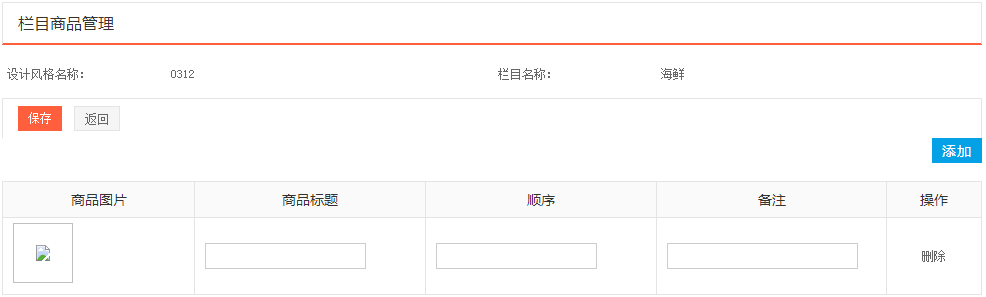 栏目商品管理
设计风格名称: 0312 栏目名称: 海鲜
保存 返回
添加
商品图片 商品标题 顺序 备注 操作
删除